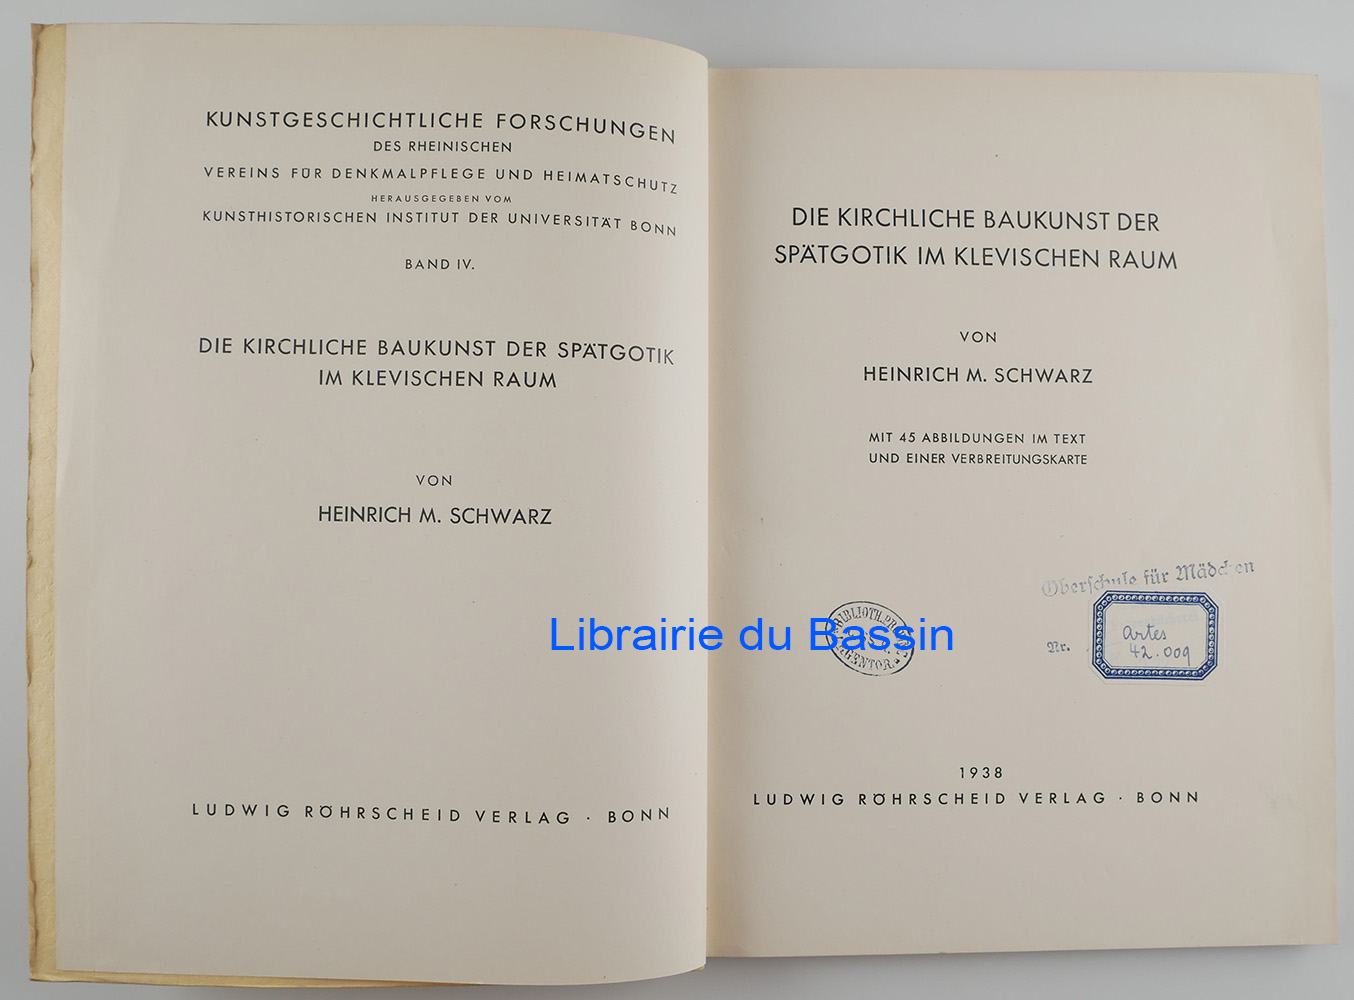 KUNSTGESCHICHTLICHE FORSCHUNGEN
DES RHEINISCHEN
VEREINS FÜR DENKMALPFLEGE UND HEIMATSCHUTZ
HERAUSGEGEBEN VOM
KUNSTHISTORISCHEN INSTITUT DER UNIVERSITÄT BONN
BAND IV.
DIE KIRCHLICHE BAUKUNST DER SPÄTGOTIK
IM KLEVISCHEN RAUM
VON
HEINRICH M. SCHWARZ
LUDWIG RÖHRSCHEID VERLAG · BONN
DIE KIRCHLICHE BAUKUNST DER
SPÄTGOTIK IM KLEVISCHEN RAUM
VON
HEINRICH M. SCHWARZ
MIT 45 ABBILDUNGEN IM TEXT
UND EINER VERBREITUNGSKARTE
Oberschule für Mädchen
Nr.
Artes
42.009
BIBLIOTH.
GENTOR.
Librairie du Bassin
1938
LUDWIG RÖHRSCHEID VERLAG · BONN